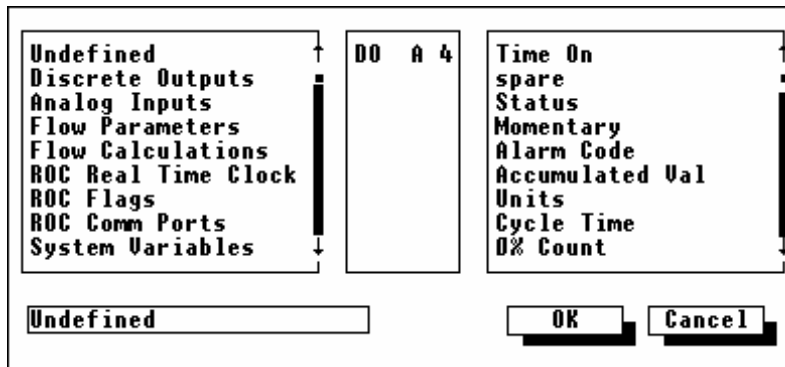 Undefined
Discrete Outputs
Analog Inputs
Flow Parameters
Flow Calculations
ROC Real Time Clock
ROC Flags
ROC Comm Ports
System Variables
DO A 4
Time On
spare
Status
Momentary
Alarm Code
Accumulated Val
Units
Cycle Time
0% Count
Undefined
OK
Cancel